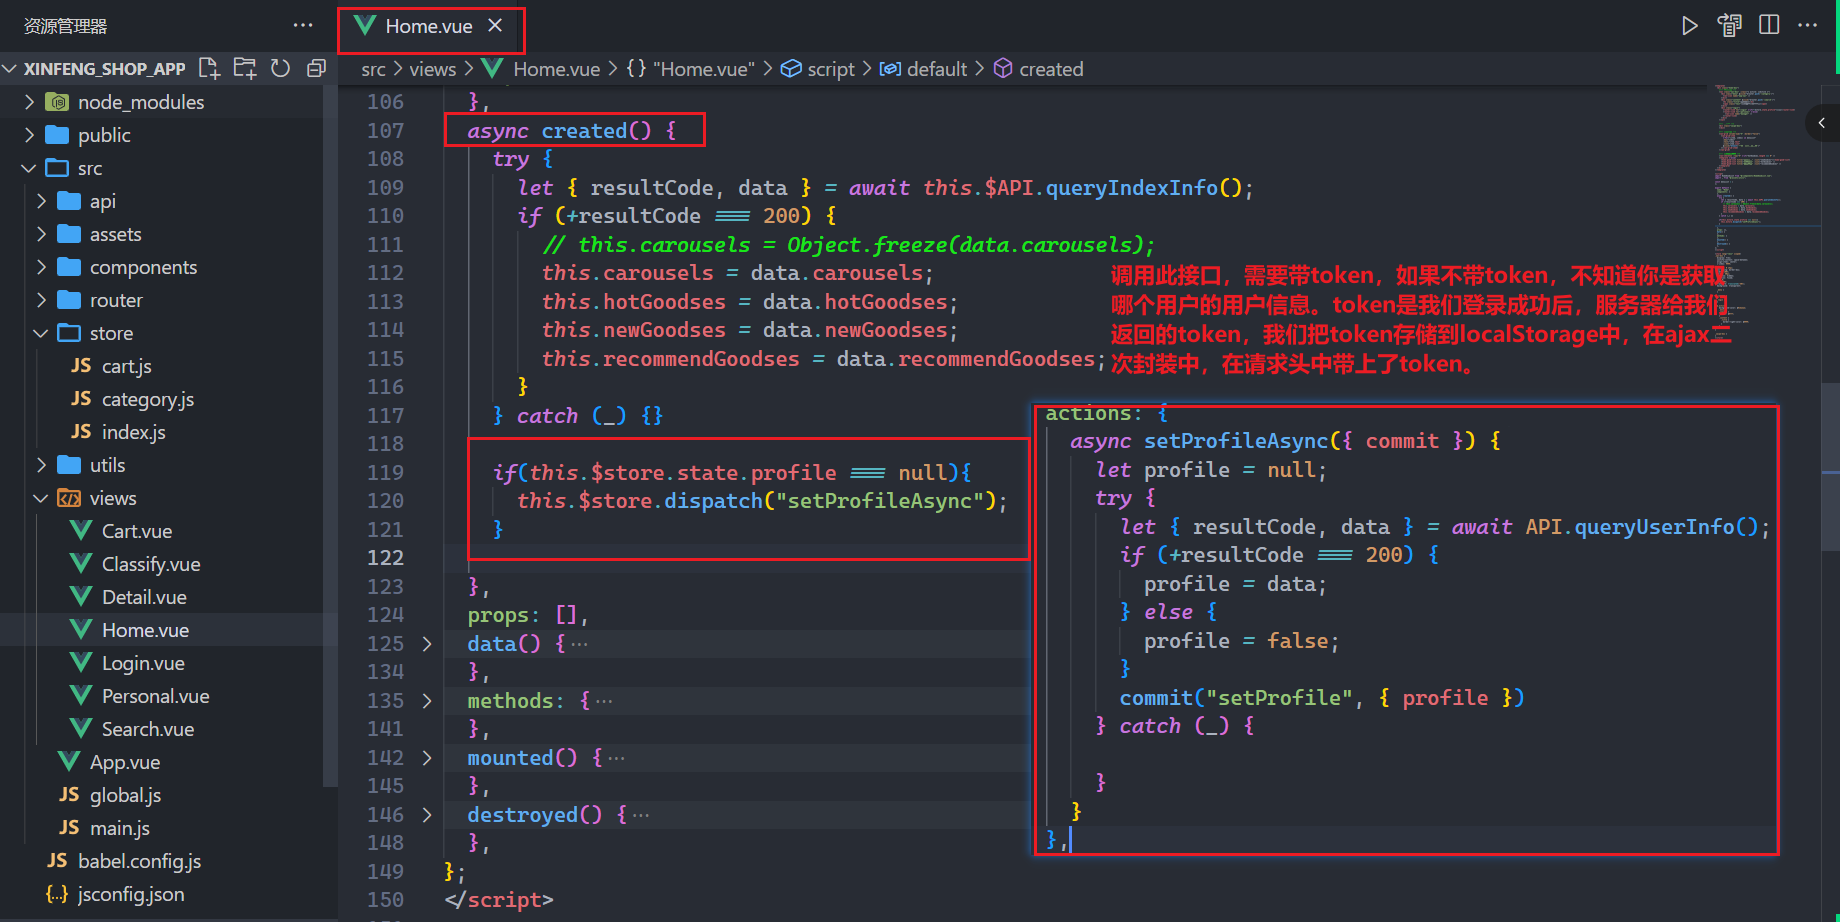 资源管理器
···
Home.vue ×
XINFENG_SHOP_APP
src > views > Home.vue > {} "Home.vue" > script > default > created
node_modules
public
src
api
assets
components
router
store
JS cart.js
JS category.js
JS index.js
utils
views
Cart.vue
Classify.vue
Detail.vue
Home.vue
Login.vue
Personal.vue
Search.vue
App.vue
JS global.js
JS main.js
JS babel.config.js
{..} jsconfig.json
106 },
107 async created() {
108 try {
109 let { resultCode, data } = await this.$API.queryIndexInfo();
110 if (+resultCode === 200) {
111 // this.carousels = Object.freeze(data.carousels);
112 this.carousels = data.carousels;
113 this.hotGoodses = data.hotGoodses;
114 this.newGoodses = data.newGoodses;
115 this.recommendGoodses = data.recommendGoodses;
116 }
117 } catch (_) {}
118
119 if(this.$store.state.profile === null){
120 this.$store.dispatch("setProfileAsync");
121 }
122
123 },
124 props: [],
125 data() { ···
134 },
135 methods: { ···
141 },
142 mounted() { ···
145 },
146 destroyed() { ···
148 },
149 };
150 </script>
调用此接口，需要带token，如果不带token，不知道你是获取
哪个用户的用户信息。token是我们登录成功后，服务器给我们
返回的token，我们把token存储到localStorage中，在ajax二
次封装中，在请求头中带上了token。
actions: {
async setProfileAsync({ commit }) {
let profile = null;
try {
let { resultCode, data } = await API.queryUserInfo();
if (+resultCode === 200) {
profile = data;
} else {
profile = false;
}
commit("setProfile", { profile })
} catch (_) {
}
}
},